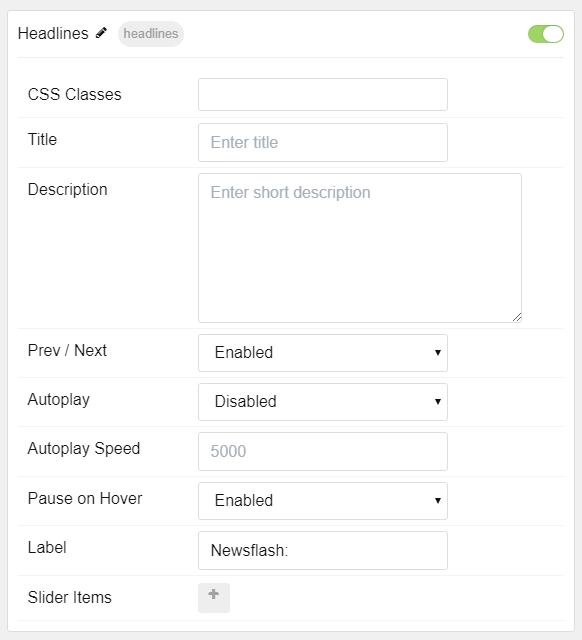 Headlines headlines
CSS Classes
Title Enter title
Description Enter short description
Prev / Next Enabled
Autoplay Disabled
Autoplay Speed 5000
Pause on Hover Enabled
Label Newsflash:
Slider Items +